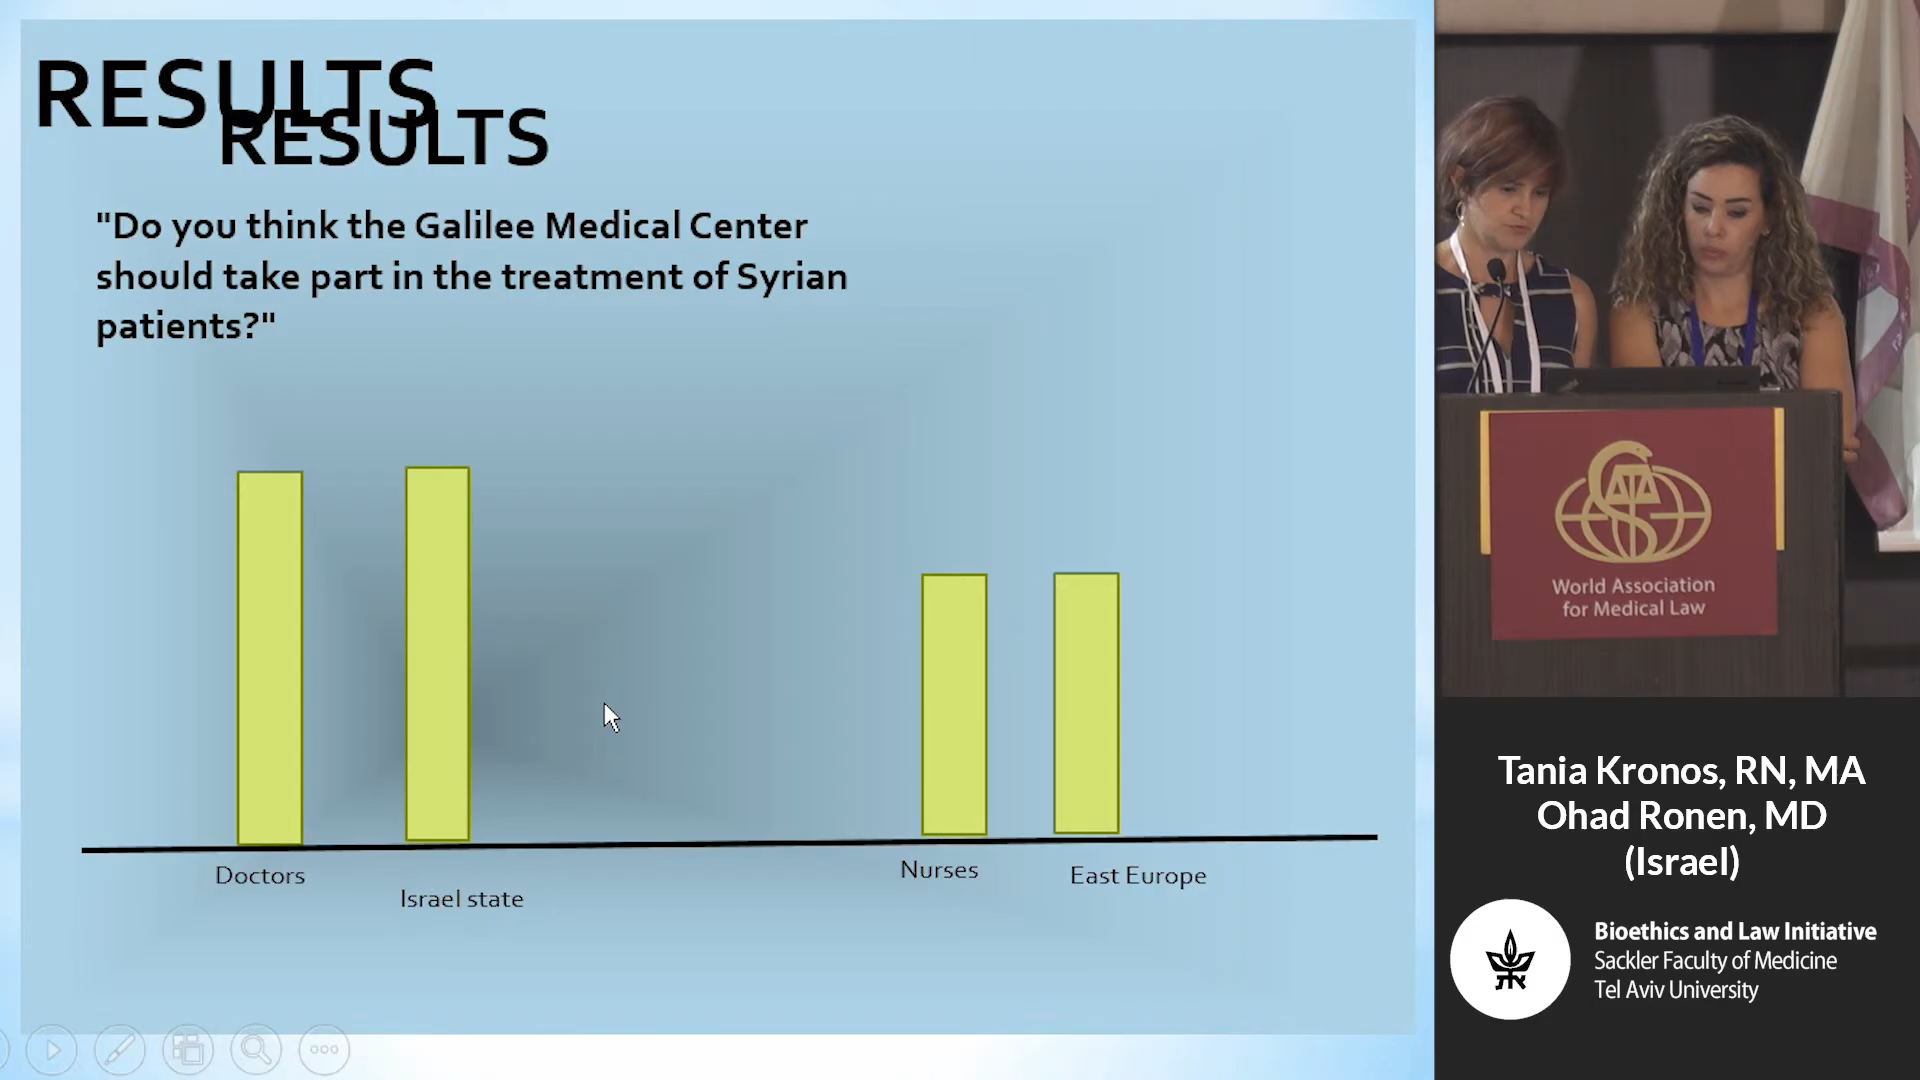 RESULTS
RESULTS
"Do you think the Galilee Medical Center
should take part in the treatment of Syrian
patients?"
Doctors
Israel state
Nurses
East Europe
World Association
for Medical Law
Tania Kronos, RN, MA
Ohad Ronen, MD
(Israel)
Bioethics and Law Initiative
Sackler Faculty of Medicine
Tel Aviv University